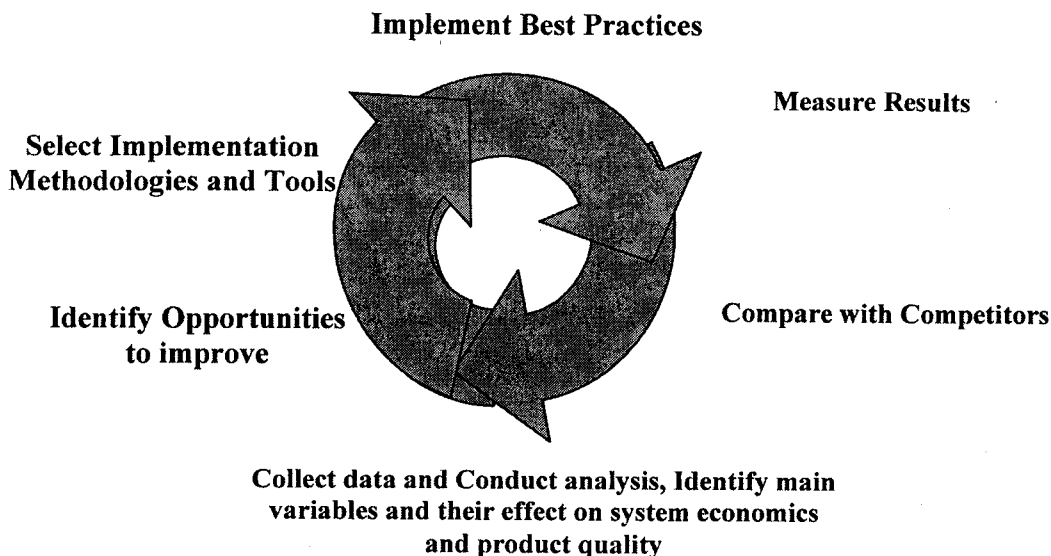 Implement Best Practices
Measure Results
Compare with Competitors
Collect data and Conduct analysis, Identify main
variables and their effect on system economics
and product quality
Identify Opportunities
to improve
Select Implementation
Methodologies and Tools